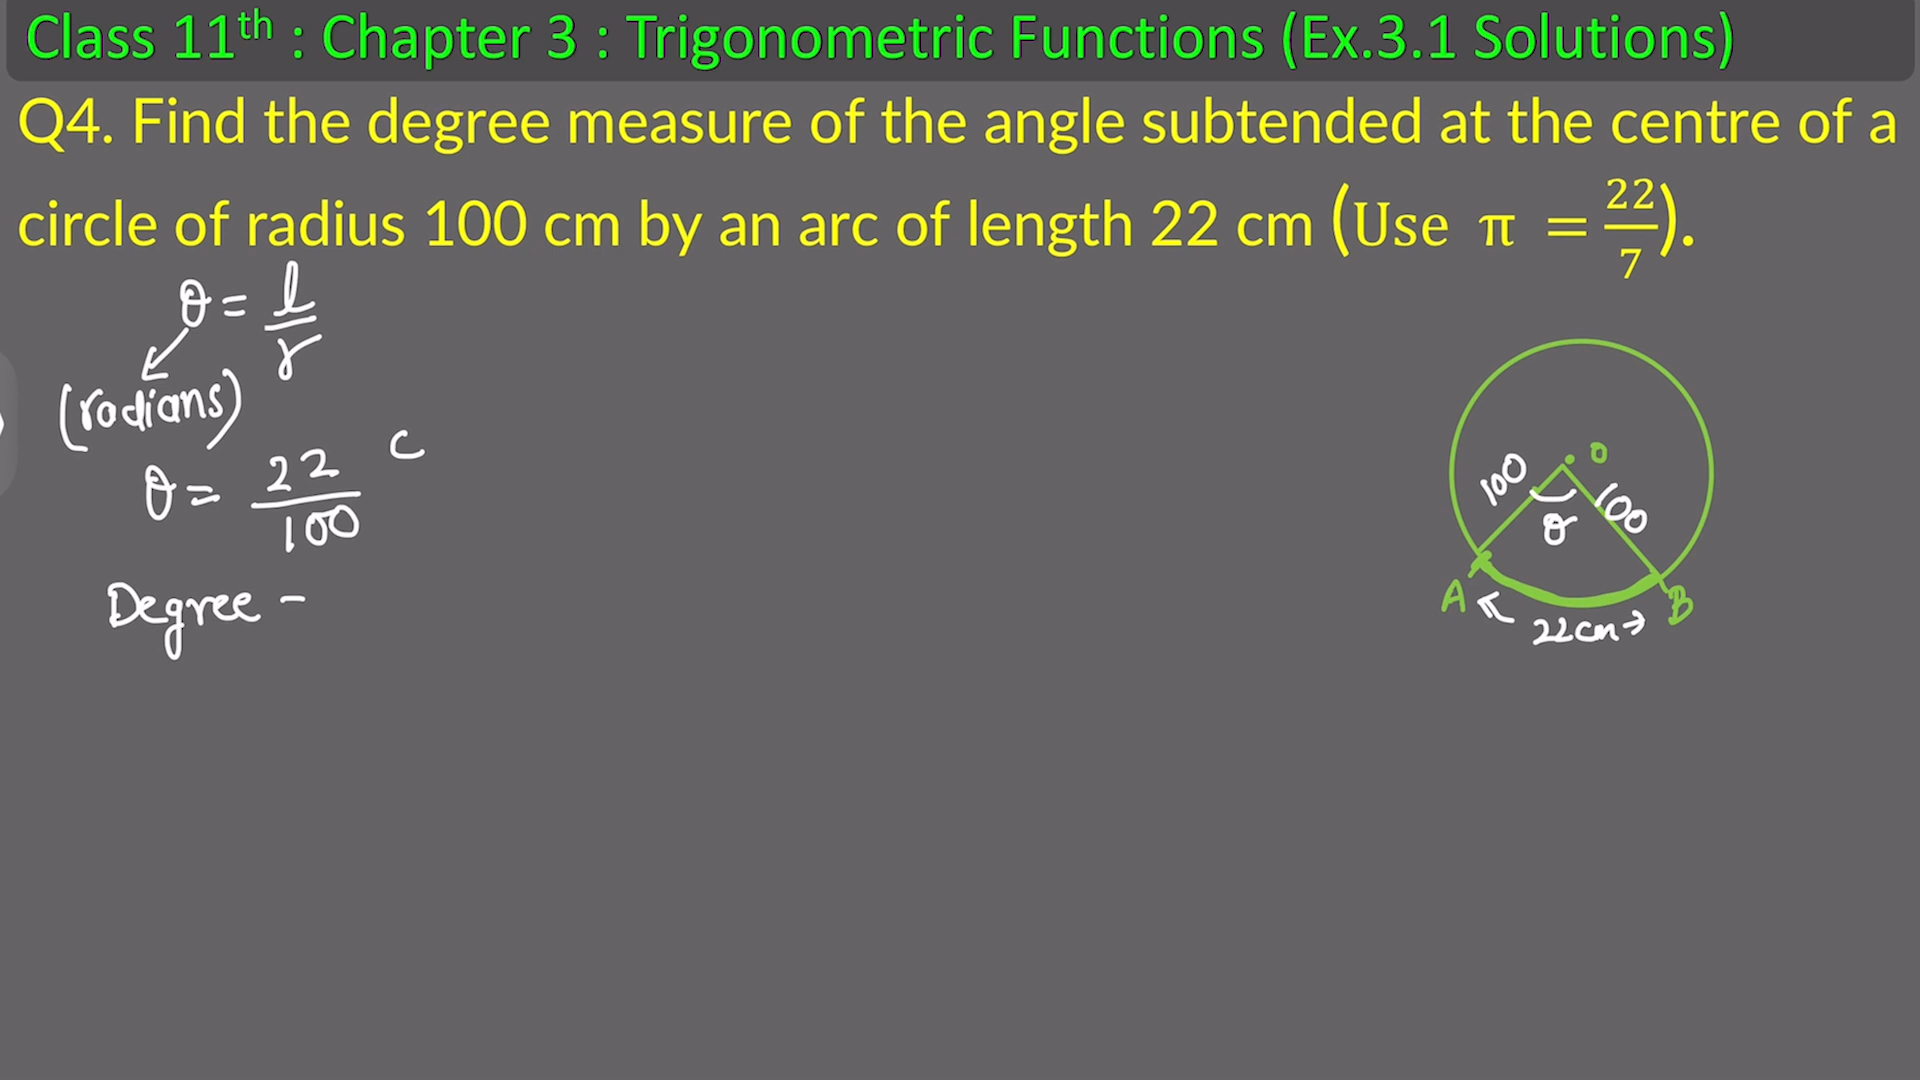 Class 11th : Chapter 3 : Trigonometric Functions (Ex.3.1 Solutions)
Q4. Find the degree measure of the angle subtended at the centre of a
circle of radius 100 cm by an arc of length 22 cm (Use π = 22/7).
θ = l/r
(radians)
θ = 22/100 c
Degree -
O
100
100
θ
A
B
22cm